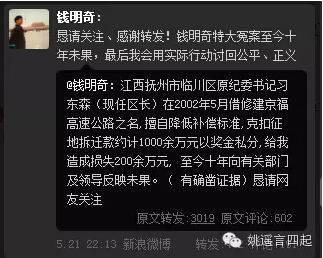 钱明奇：
恳请关注、感谢转发！钱明奇特大冤案至今十
年未果，最后我会用实际行动讨回公平、正义
@钱明奇：江西抚州市临川区原纪委书记习
东森（现任区长）在2002年5月借修建京福
高速公路之名,擅自降低补偿标准,克扣征
地拆迁款约计1000余万元以奖金私分,给我
造成损失200余万元, 至今十年向有关部门
及领导反映未果。（ 有确凿证据）恳请网
友关注
原文转发:3019 原文评论:602
5.21 22:13 新浪微博 转发
姚谣言四起